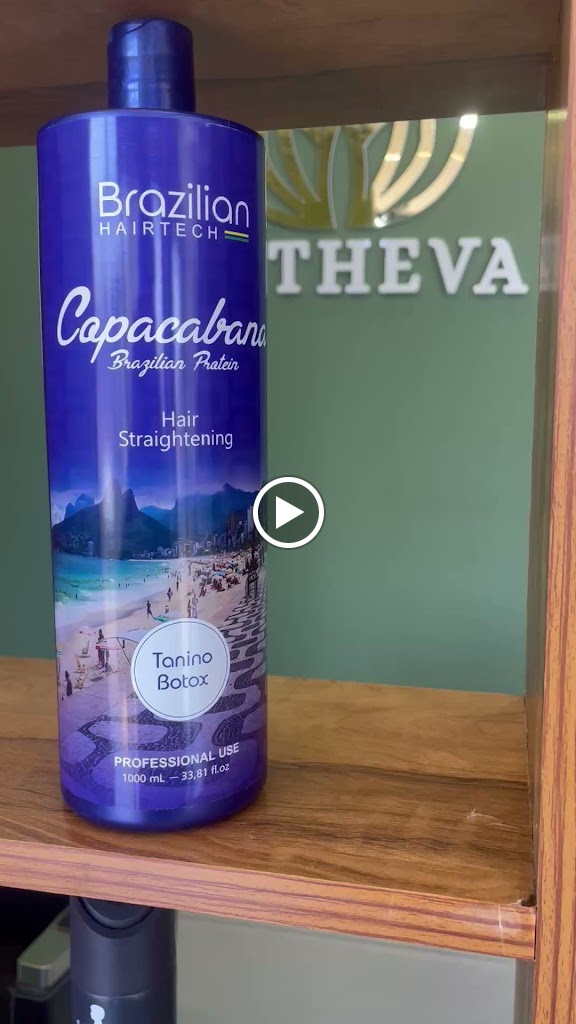 Brazilian
HAIRTECH
THEVA
Copacabana
Brazilian Protein
Hair
Straightening
Tanino
Botox
PROFESSIONAL USE
1000 mL — 33,81 fl.oz